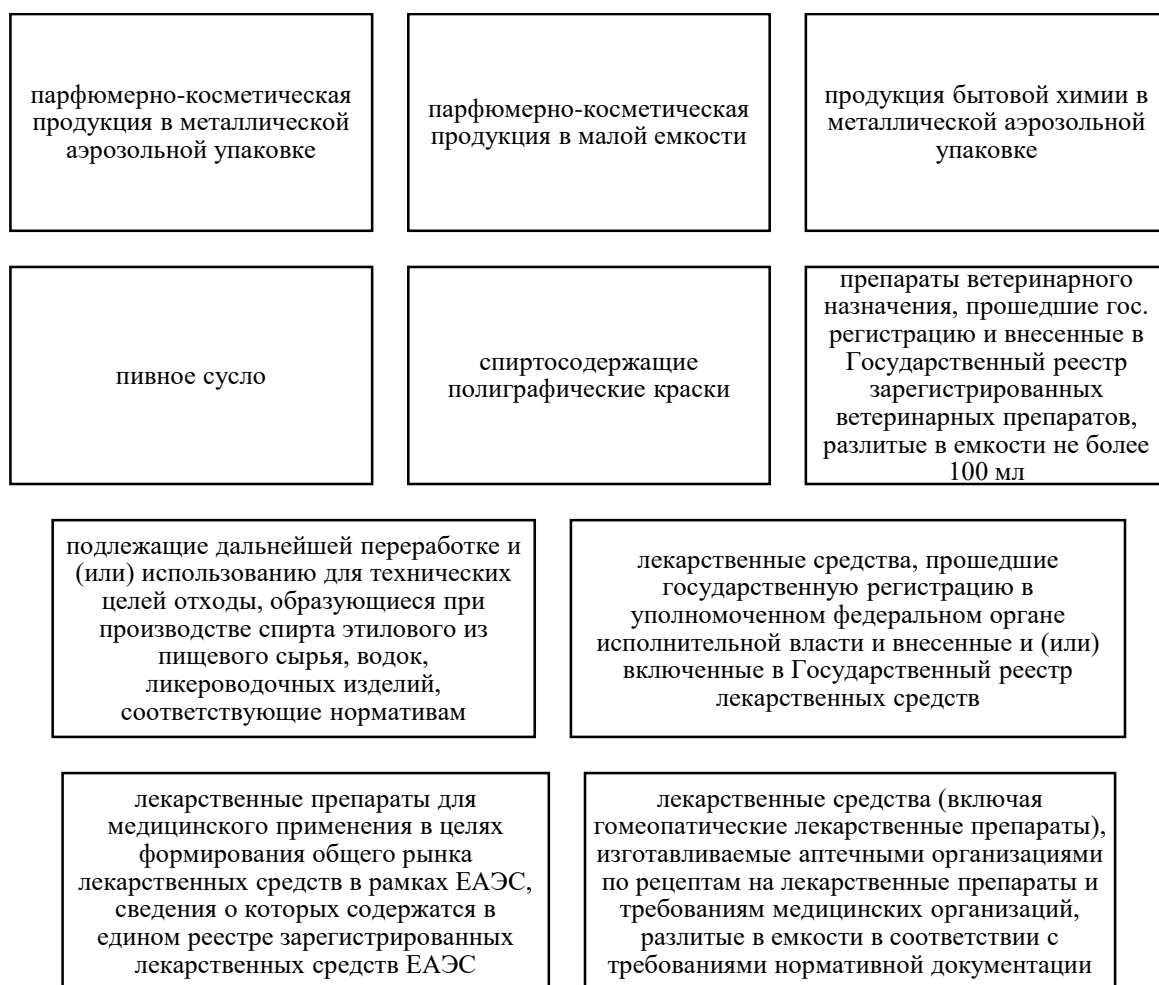 парфюмерно-косметическая
продукция в металлической
аэрозольной упаковке
парфюмерно-косметическая
продукция в малой емкости
продукция бытовой химии в
металлической аэрозольной
упаковке
пивное сусло
спиртосодержащие
полиграфические краски
препараты ветеринарного
назначения, прошедшие гос.
регистрацию и внесенные в
Государственный реестр
зарегистрированных
ветеринарных препаратов,
разлитые в емкости не более
100 мл
подлежащие дальнейшей переработке и
(или) использованию для технических
целей отходы, образующиеся при
производстве спирта этилового из
пищевого сырья, водок,
ликероводочных изделий,
соответствующие нормативам
лекарственные средства, прошедшие
государственную регистрацию в
уполномоченном федеральном органе
исполнительной власти и внесенные и (или)
включенные в Государственный реестр
лекарственных средств
лекарственные препараты для
медицинского применения в целях
формирования общего рынка
лекарственных средств в рамках ЕАЭС,
сведения о которых содержатся в
едином реестре зарегистрированных
лекарственных средств ЕАЭС
лекарственные средства (включая
гомеопатические лекарственные препараты),
изготавливаемые аптечными организациями
по рецептам на лекарственные препараты и
требованиям медицинских организаций,
разлитые в емкости в соответствии с
требованиями нормативной документации